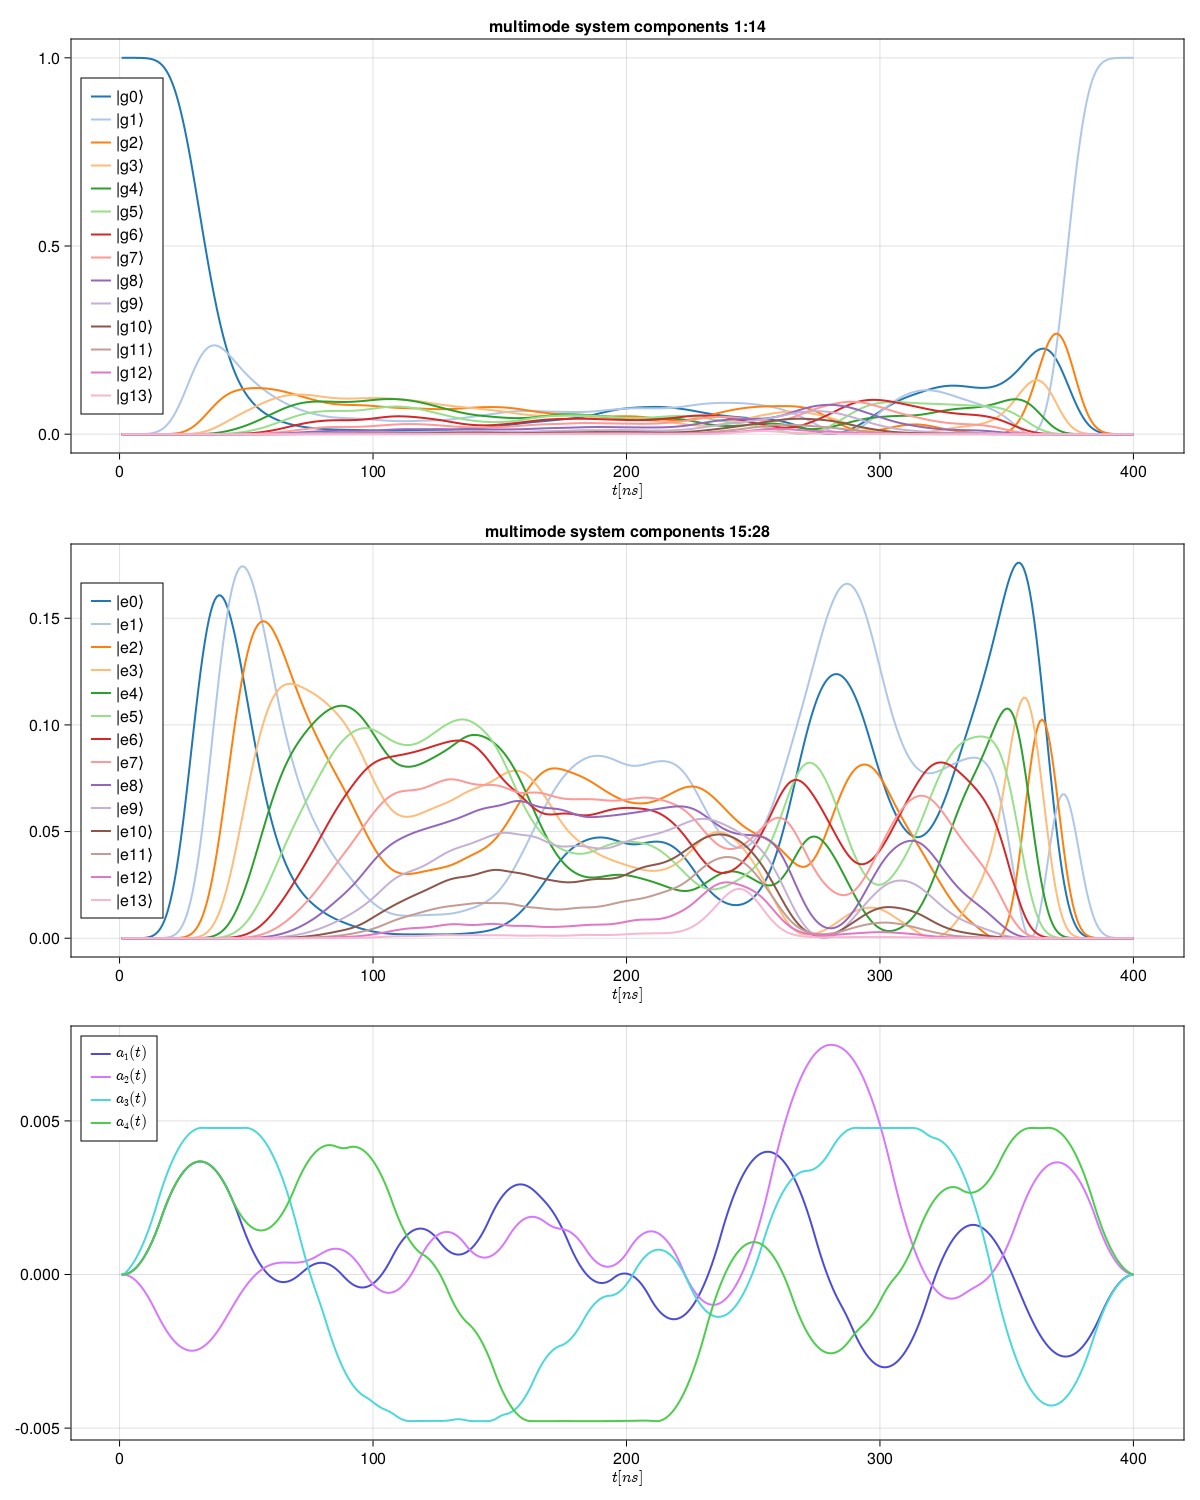 multimode system components 1:14
1.0
0.5
0.0
|g0⟩
|g1⟩
|g2⟩
|g3⟩
|g4⟩
|g5⟩
|g6⟩
|g7⟩
|g8⟩
|g9⟩
|g10⟩
|g11⟩
|g12⟩
|g13⟩
0 100 200 300 400
t[ns]
multimode system components 15:28
0.15
0.10
0.05
0.00
|e0⟩
|e1⟩
|e2⟩
|e3⟩
|e4⟩
|e5⟩
|e6⟩
|e7⟩
|e8⟩
|e9⟩
|e10⟩
|e11⟩
|e12⟩
|e13⟩
0 100 200 300 400
t[ns]
0.005
0.000
-0.005
a₁(t)
a₂(t)
a₃(t)
a₄(t)
0 100 200 300 400
t[ns]